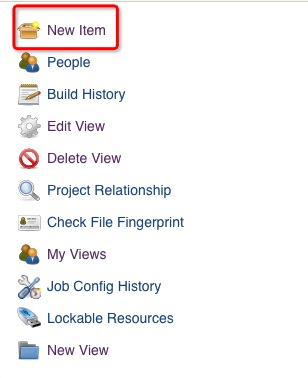 New Item
People
Build History
Edit View
Delete View
Project Relationship
Check File Fingerprint
My Views
Job Config History
Lockable Resources
New View